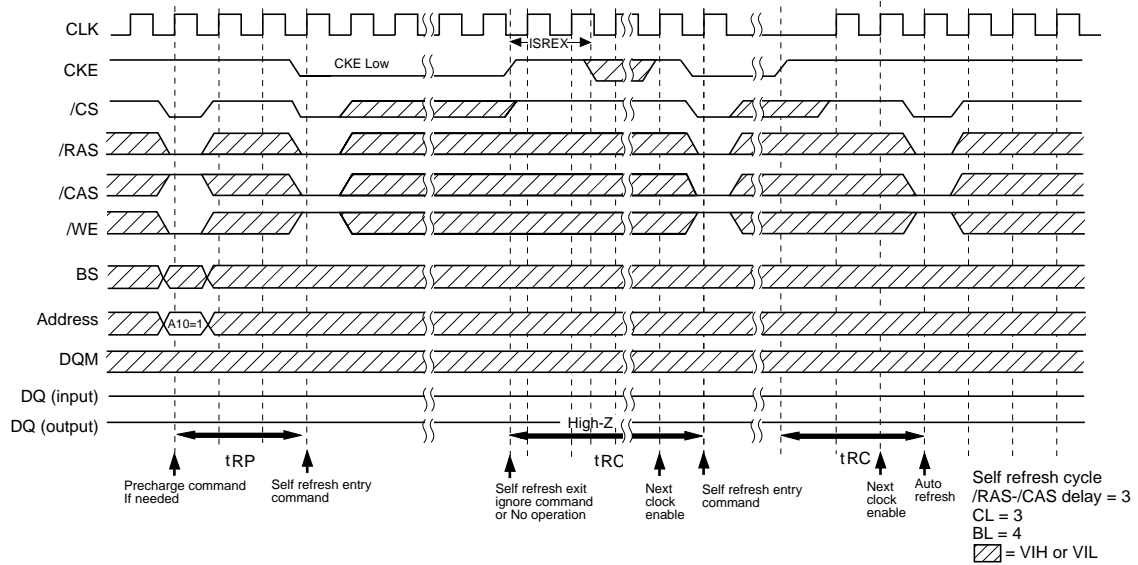 CLK
ISREX
CKE
CKE Low
/CS
/RAS
/CAS
/WE
BS
Address
A10=1
DQM
DQ (input)
DQ (output)
High-Z
tRP
tRC
tRC
Precharge command
If needed
Self refresh entry
command
Self refresh exit
ignore command
or No operation
Next
clock
enable
Self refresh entry
command
Next
clock
enable
Auto
refresh
Self refresh cycle
/RAS-/CAS delay = 3
CL = 3
BL = 4
= VIH or VIL